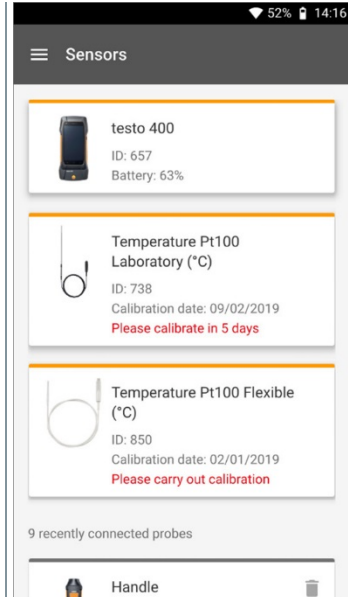 52% 14:16
Sensors
testo 400
ID: 657
Battery: 63%
Temperature Pt100
Laboratory (°C)
ID: 738
Calibration date: 09/02/2019
Please calibrate in 5 days
Temperature Pt100 Flexible
(°C)
ID: 850
Calibration date: 02/01/2019
Please carry out calibration
9 recently connected probes
Handle